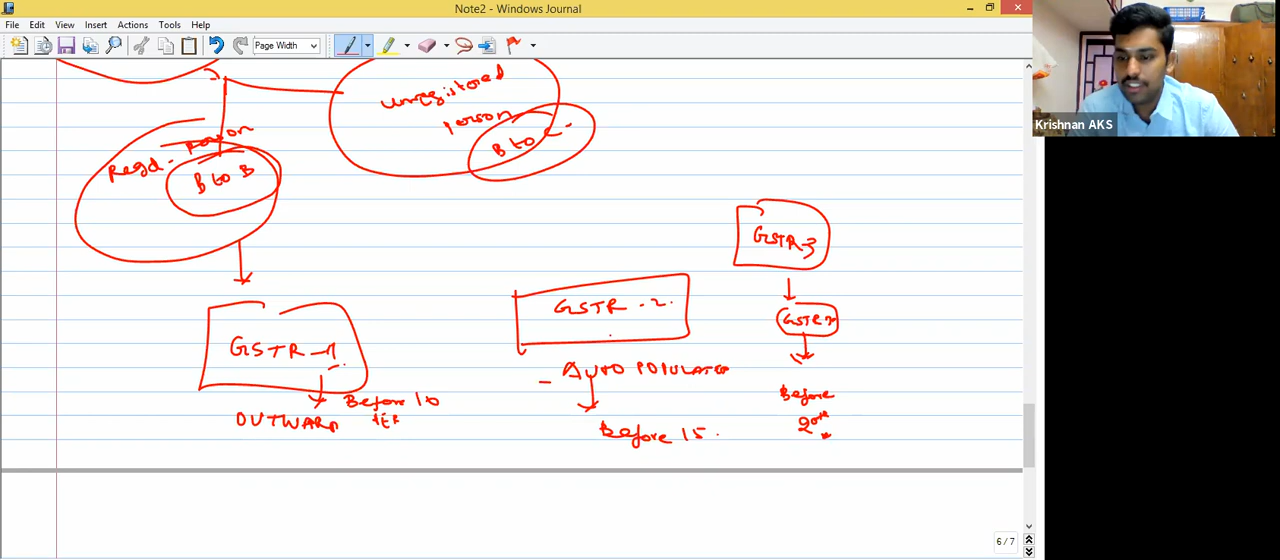 Note2 - Windows Journal
File Edit View Insert Actions Tools Help
Page Width
Krishnan AKS
unregistered
person
B to C
Regd - Person
B to B
GSTR-3
GSTR-2.
GSTR-1
AUTO POPULATED
Before 10
OUTWARD
Before 15.
Before
20th
6 / 7